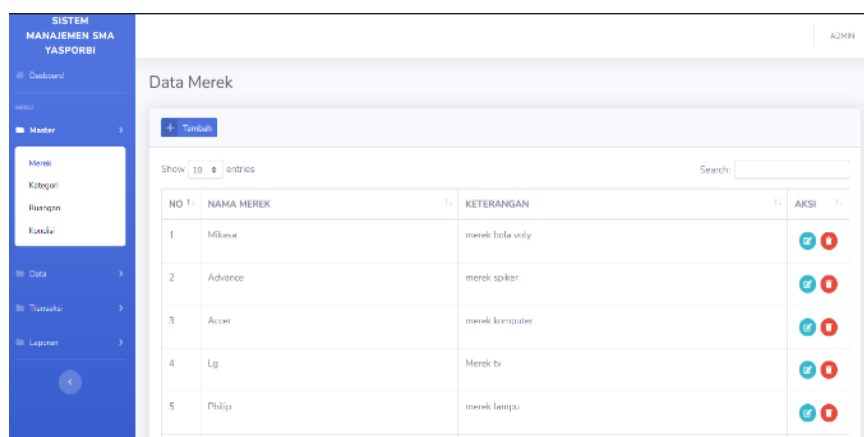 SISTEM
MANAJEMEN SMA
YASPORBI
ADMIN
Dasboard
Data Merek
MENU
Master
Tambah
Merek
Kategori
Ruangan
Kondisi
Show 10 entries
Search:
NO NAMA MEREK KETERANGAN AKSI
1 Mikasa merek bola voly
2 Advance merek spiker
3 Accer merek komputer
4 Lg Merek tv
5 Philip merek lampu
Data
Transaksi
Laporan